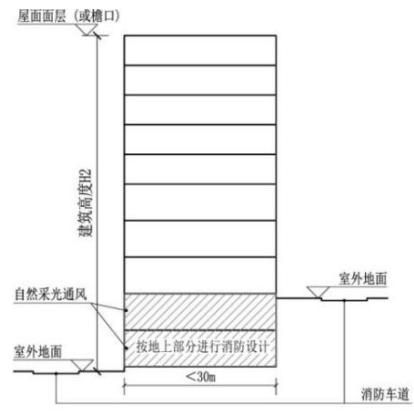 屋面面层（或檐口）
建筑高度H2
室外地面
自然采光通风
按地上部分进行消防设计
室外地面
<30m
消防车道